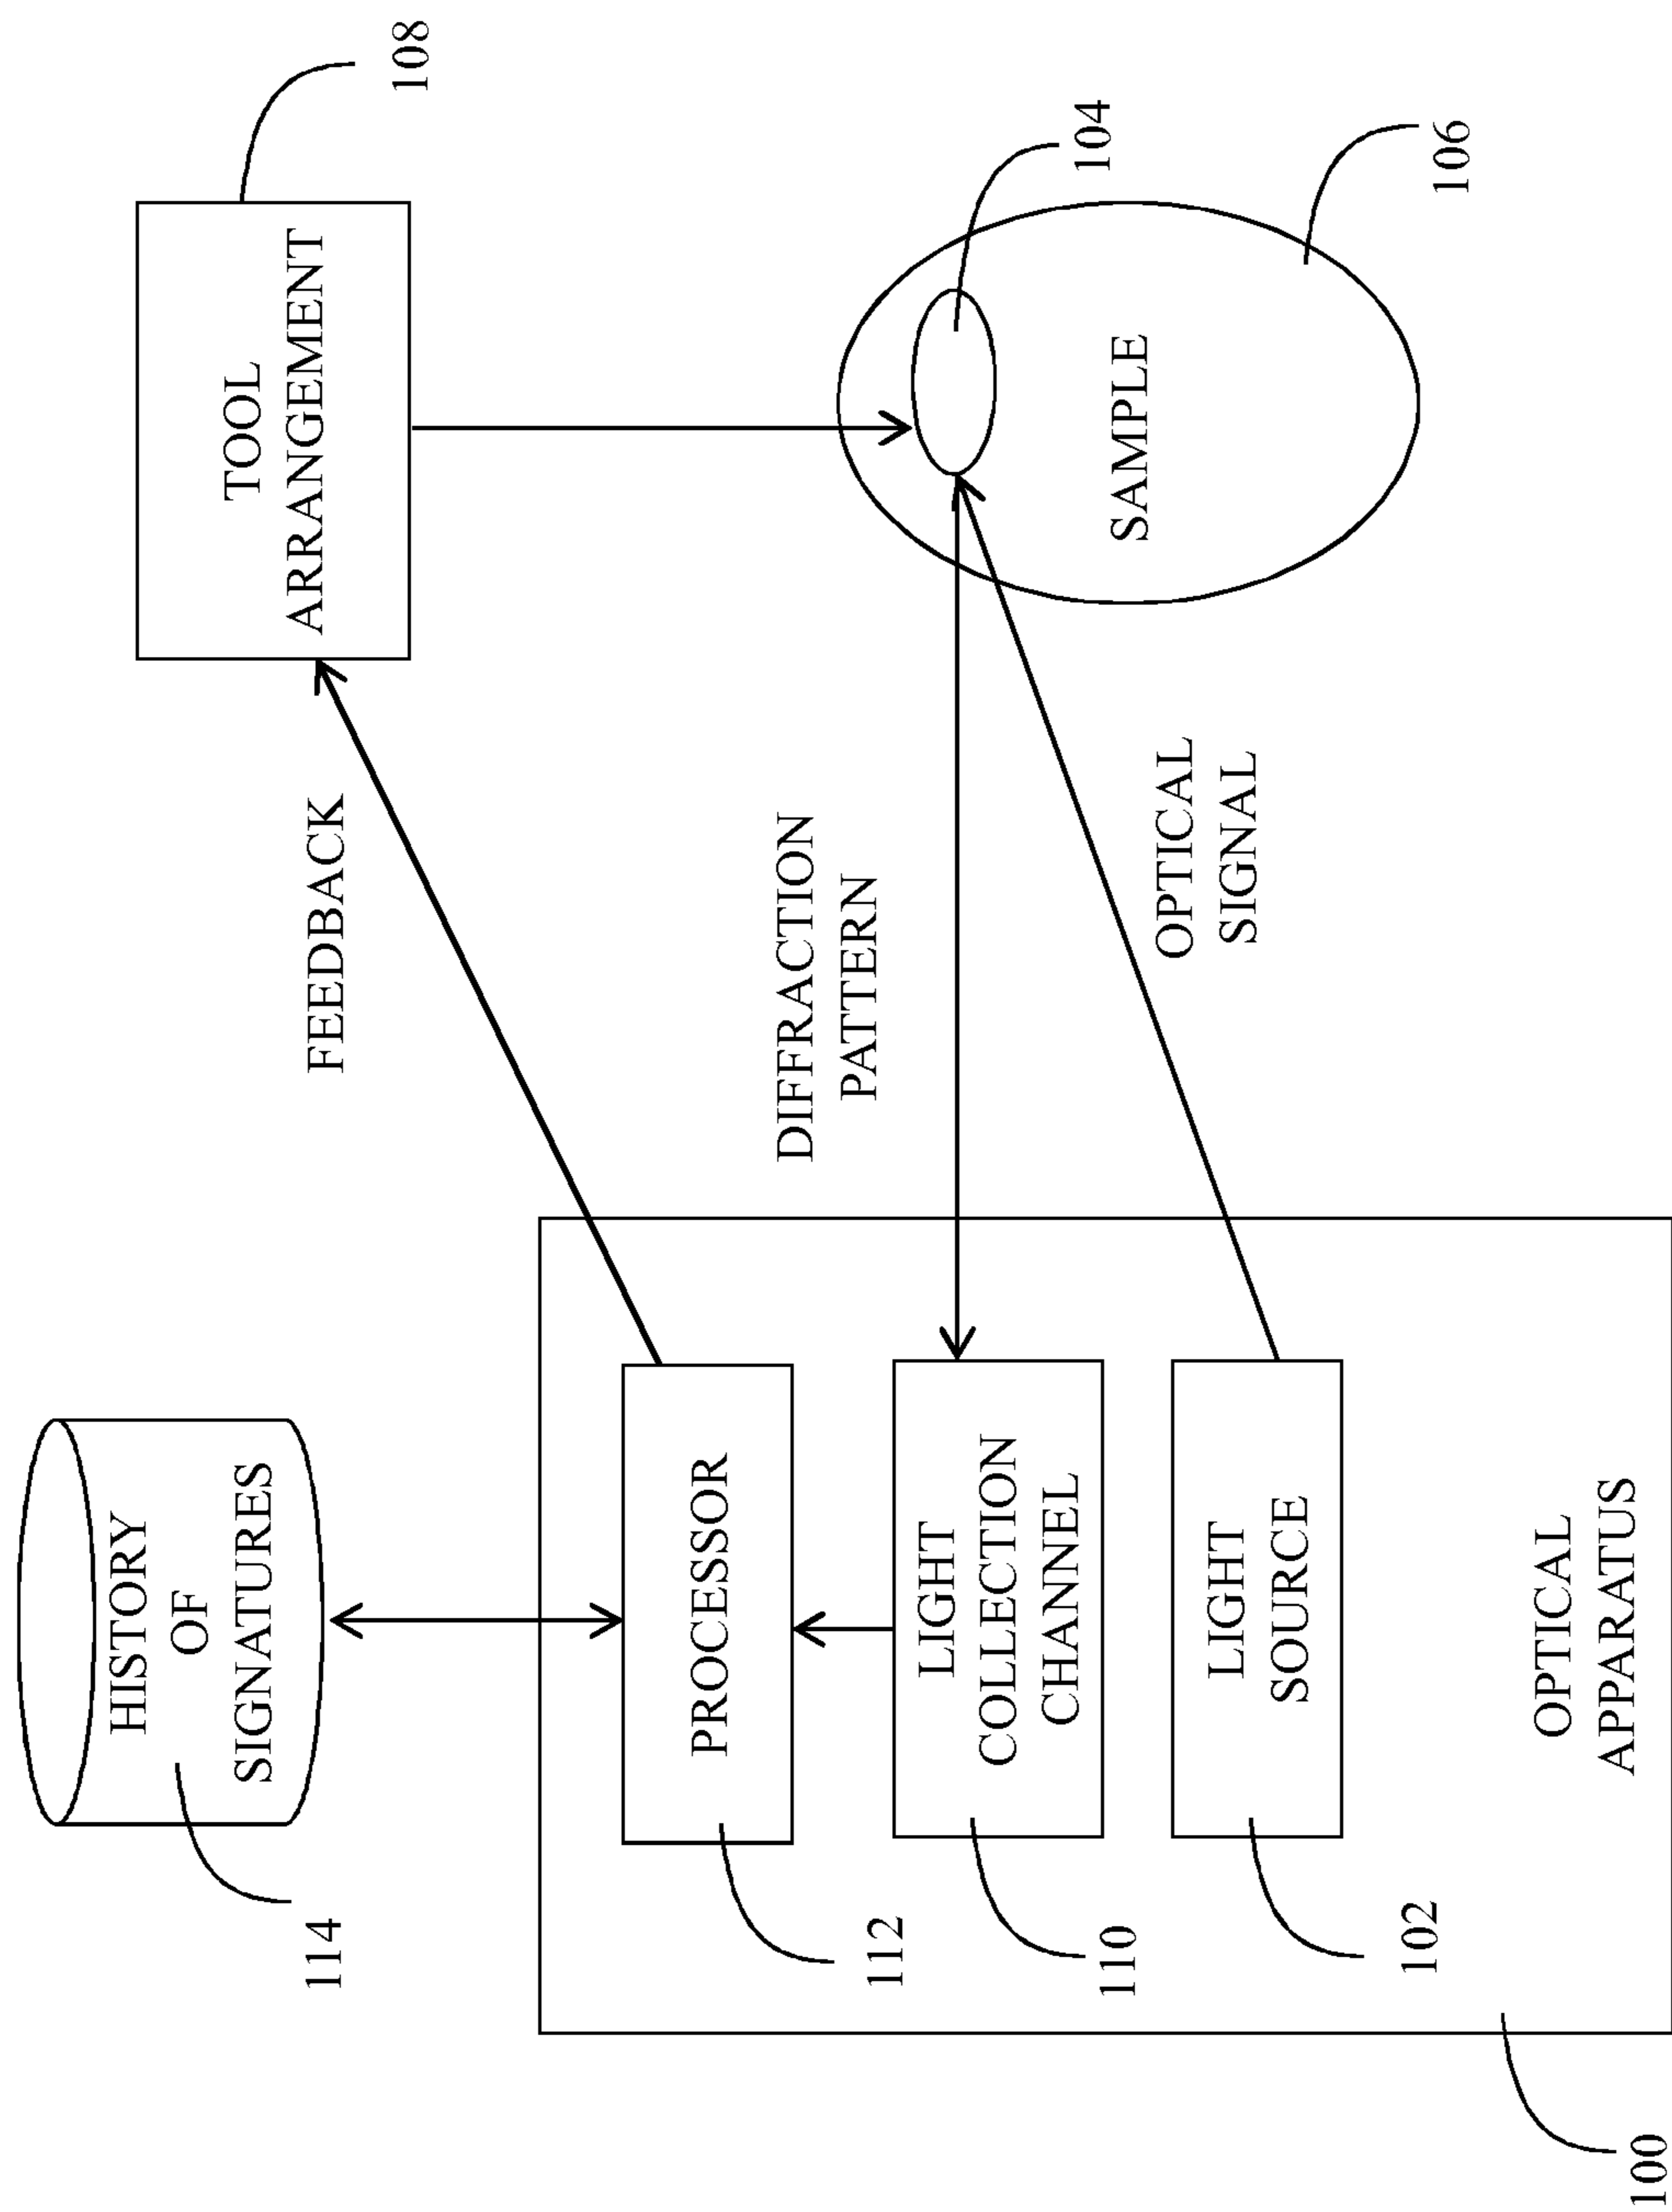 HISTORY
OF
SIGNATURES
114
FEEDBACK
TOOL
ARRANGEMENT
108
PROCESSOR
112
DIFFRACTION
PATTERN
LIGHT
COLLECTION
CHANNEL
110
104
SAMPLE
106
LIGHT
SOURCE
102
OPTICAL
SIGNAL
OPTICAL
APPARATUS
100